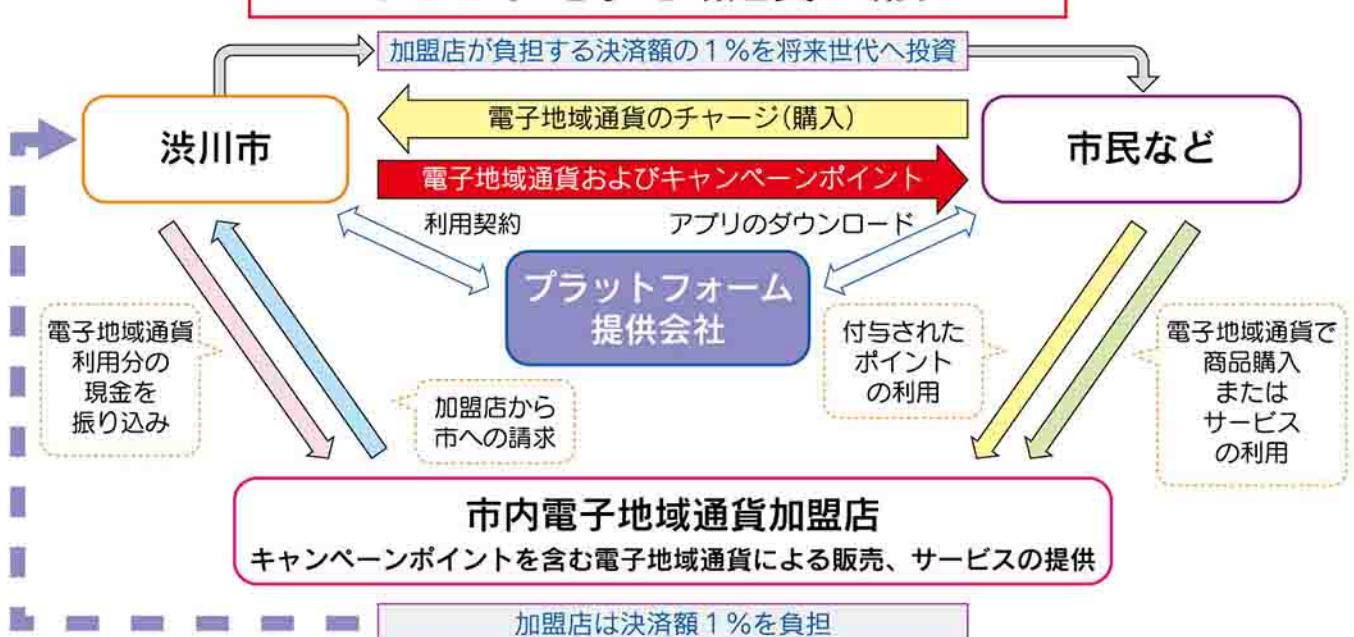 加盟店が負担する決済額の1%を将来世代へ投資
電子地域通貨のチャージ(購入)
渋川市
市民など
電子地域通貨およびキャンペーンポイント
利用契約
アプリのダウンロード
プラットフォーム
提供会社
電子地域通貨
利用分の
現金を
振り込み
加盟店から
市への請求
付与された
ポイント
の利用
電子地域通貨で
商品購入
または
サービス
の利用
市内電子地域通貨加盟店
キャンペーンポイントを含む電子地域通貨による販売、サービスの提供
加盟店は決済額1%を負担